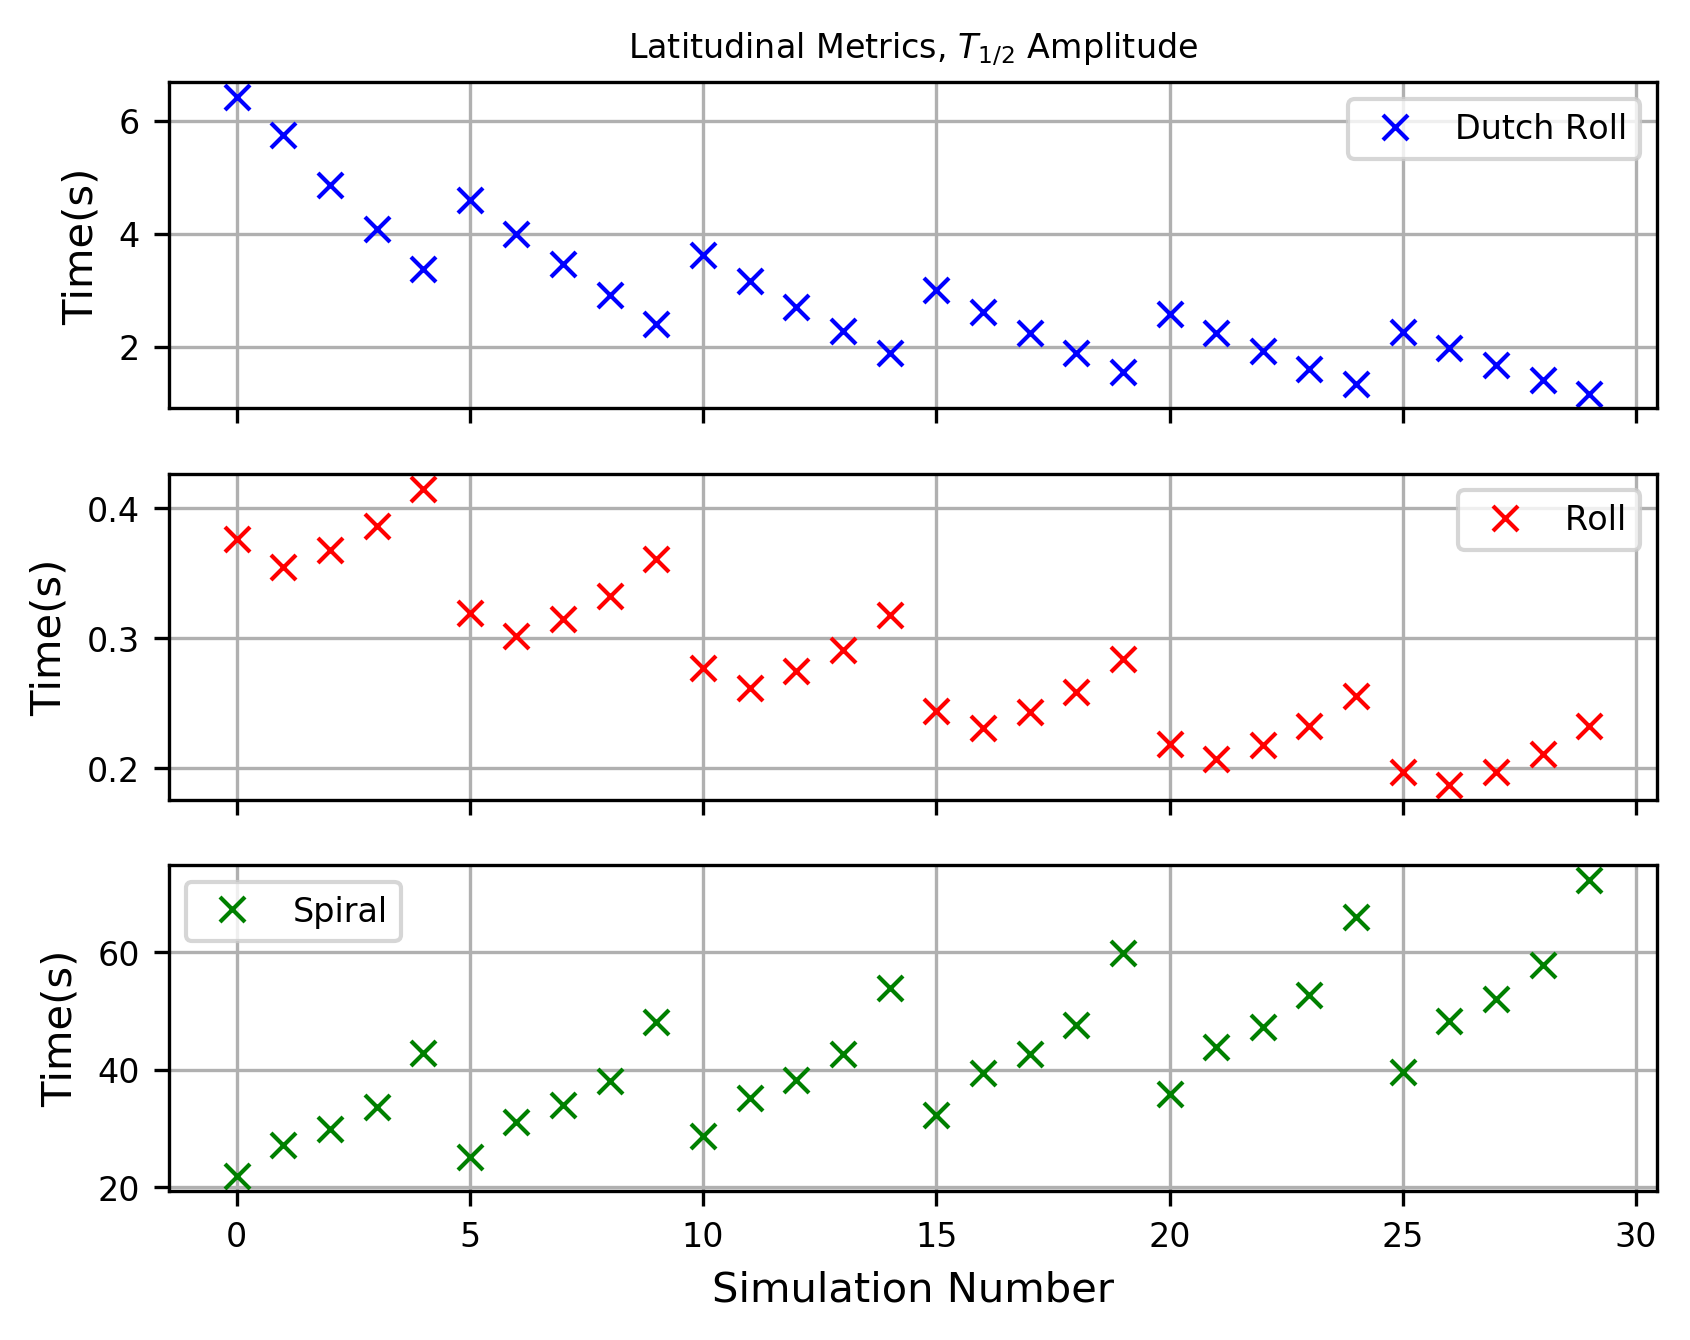 Latitudinal Metrics, T1/2 Amplitude
6
4
2
Time(s)
Dutch Roll
0.4
0.3
0.2
Time(s)
Roll
60
40
20
Time(s)
Spiral
0 5 10 15 20 25 30
Simulation Number